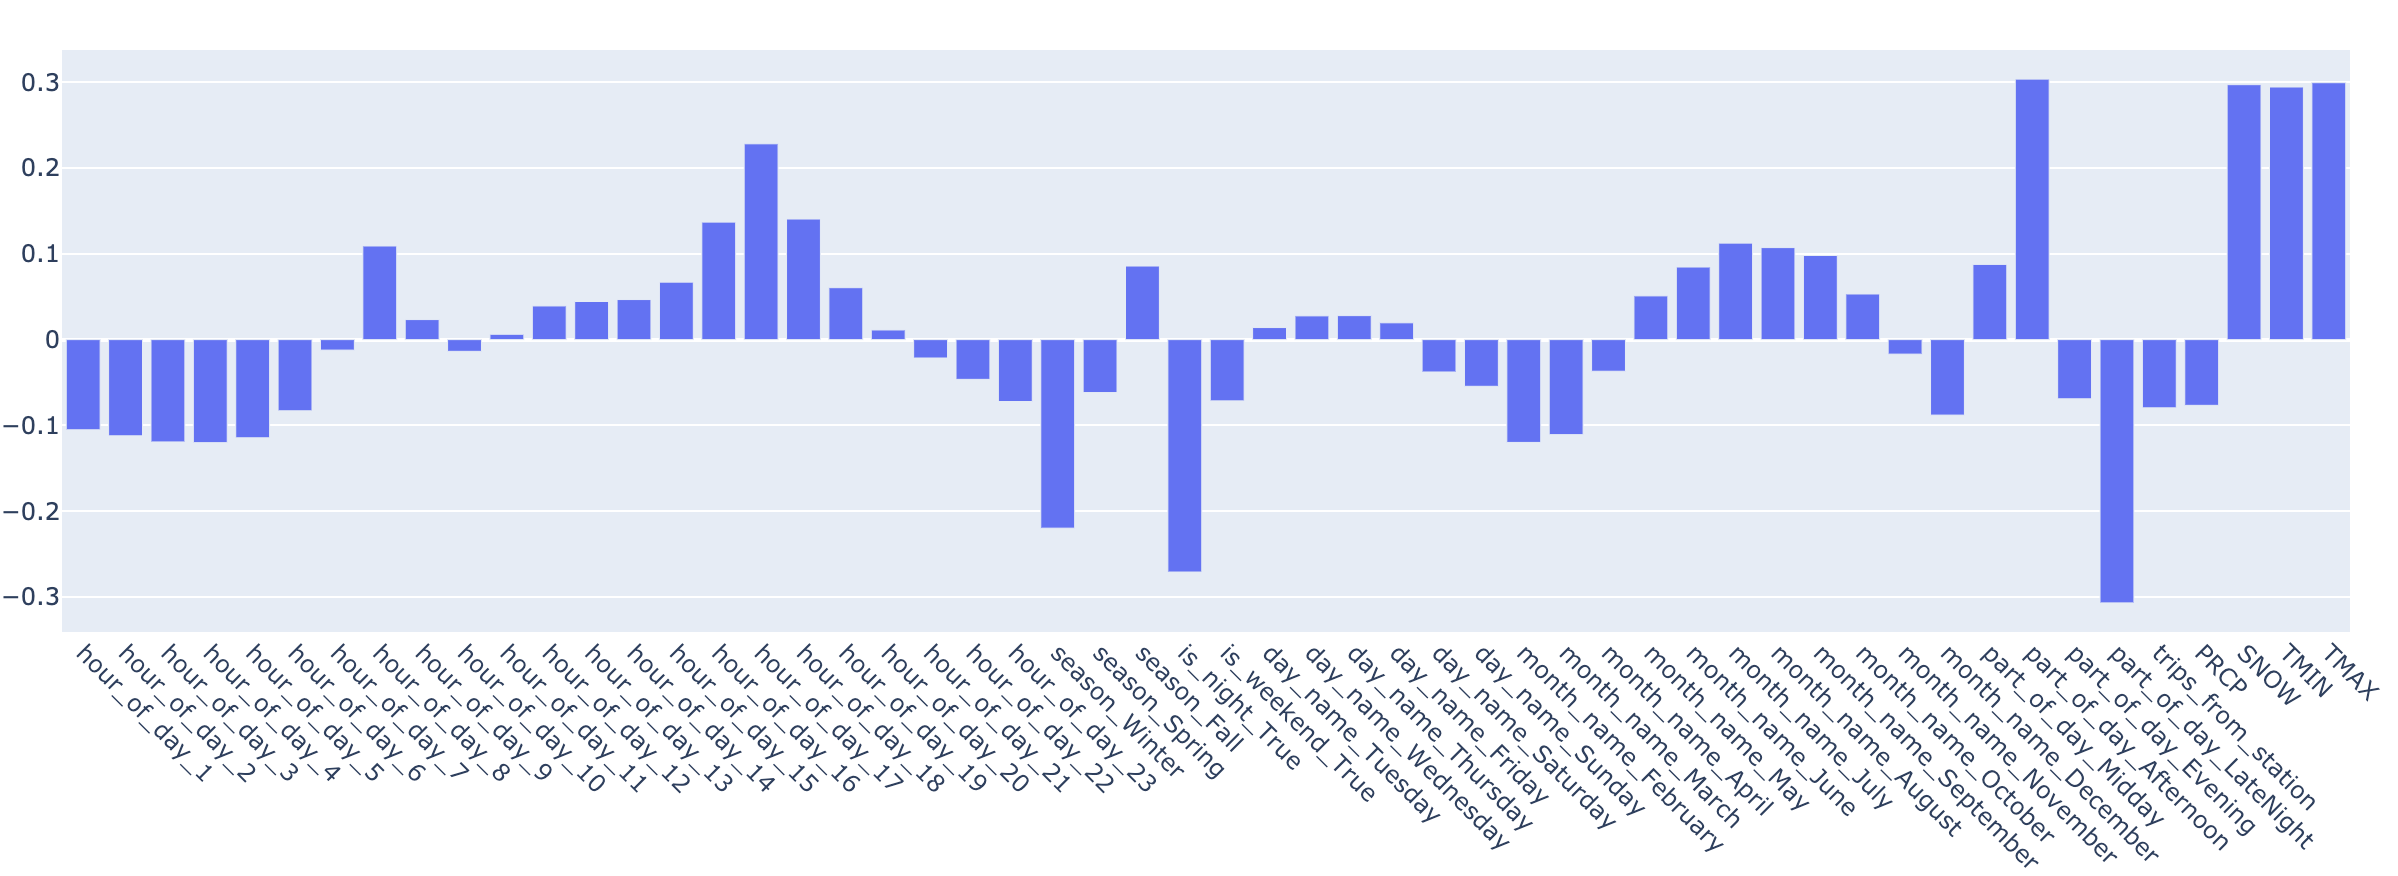 0.3
0.2
0.1
0
−0.1
−0.2
−0.3
hour_of_day_1
hour_of_day_2
hour_of_day_3
hour_of_day_4
hour_of_day_5
hour_of_day_6
hour_of_day_7
hour_of_day_8
hour_of_day_9
hour_of_day_10
hour_of_day_11
hour_of_day_12
hour_of_day_13
hour_of_day_14
hour_of_day_15
hour_of_day_16
hour_of_day_17
hour_of_day_18
hour_of_day_19
hour_of_day_20
hour_of_day_21
hour_of_day_22
hour_of_day_23
season_Winter
season_Spring
season_Fall
is_night_True
is_weekend_True
day_name_Tuesday
day_name_Wednesday
day_name_Thursday
day_name_Friday
day_name_Saturday
day_name_Sunday
month_name_February
month_name_March
month_name_April
month_name_May
month_name_June
month_name_July
month_name_August
month_name_September
month_name_October
month_name_November
month_name_December
part_of_day_Midday
part_of_day_Afternoon
part_of_day_Evening
part_of_day_LateNight
trips_from_station
PRCP
SNOW
TMIN
TMAX